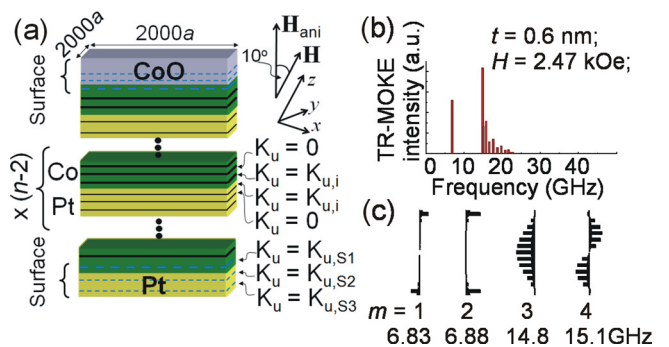 (a)
2000a
2000a
H_ani
H
10°
z
y
x
Surface
CoO
x (n-2)
Co
Pt
K_u = 0
K_u = K_u,i
K_u = K_u,i
K_u = 0
Surface
Pt
K_u = K_u,S1
K_u = K_u,S2
K_u = K_u,S3
(b)
t = 0.6 nm;
H = 2.47 kOe;
TR-MOKE
intensity (a.u.)
0 20 40
Frequency (GHz)
(c)
m = 1 2 3 4
6.83 6.88 14.8 15.1GHz